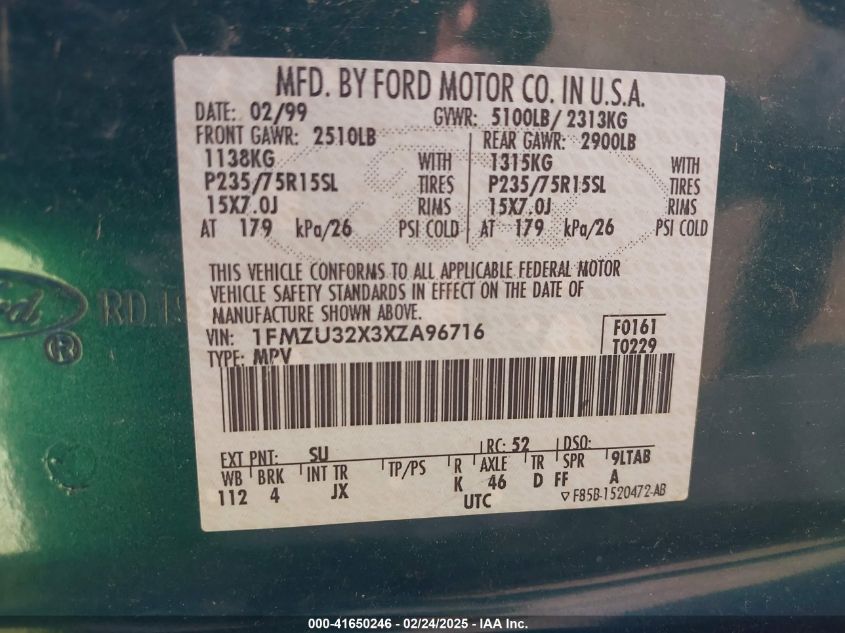 MFD. BY FORD MOTOR CO. IN U.S.A.
DATE: 02/99 GVWR: 5100LB/ 2313KG
FRONT GAWR: 2510LB REAR GAWR: 2900LB
1138KG WITH 1315KG WITH
P235/75R15SL TIRES P235/75R15SL TIRES
15X7.0J RIMS 15X7.0J RIMS
AT 179 kPa/26 PSI COLD AT 179 kPa/26 PSI COLD
THIS VEHICLE CONFORMS TO ALL APPLICABLE FEDERAL MOTOR
VEHICLE SAFETY STANDARDS IN EFFECT ON THE DATE OF
MANUFACTURE SHOWN ABOVE.
VIN: 1FMZU32X3XZA96716 F0161
TYPE: MPV T0229
EXT PNT: SU RC: 52 DSO:
WB BRK INT TR TP/PS R AXLE TR SPR 9LTAB
112 4 JX K 46 D FF A
UTC ▽ F85B-1520472-AB
®
000-41650246 - 02/24/2025 - IAA Inc.